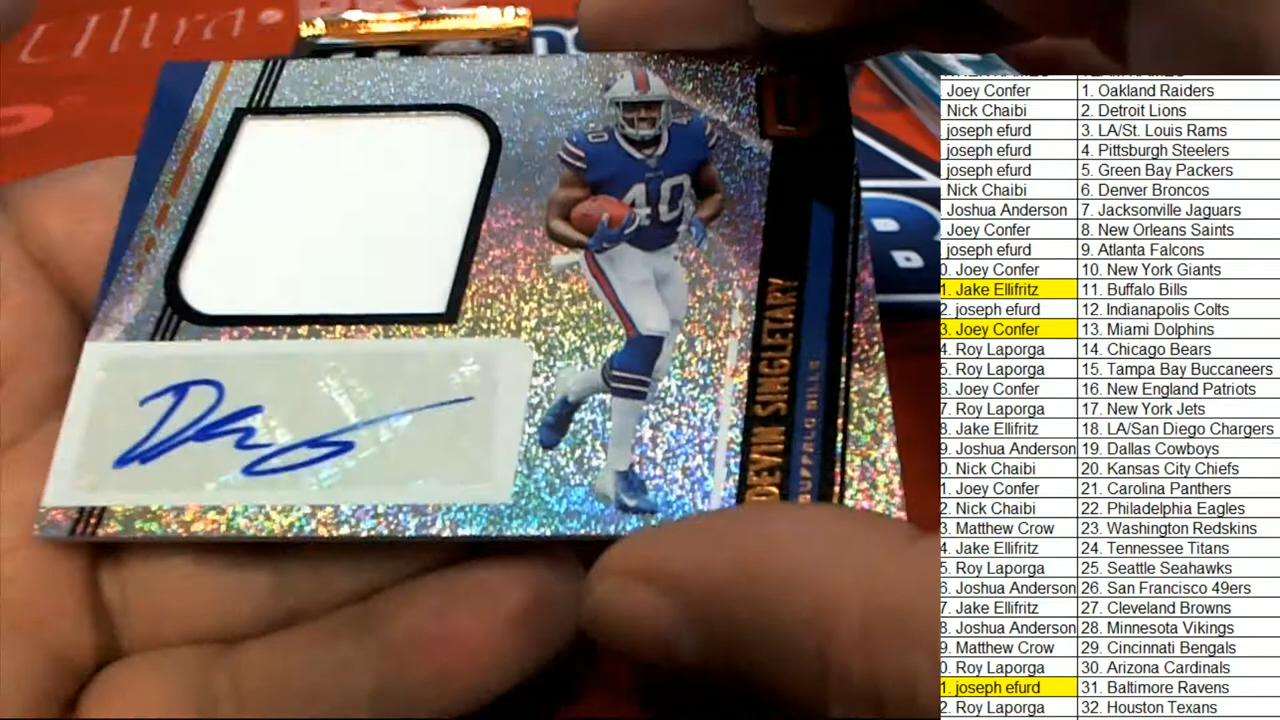 Ultra·PRO
40
40
DEVIN SINGLETARY
BUFFALO BILLS
B
Joey Confer 1. Oakland Raiders
Nick Chaibi 2. Detroit Lions
joseph efurd 3. LA/St. Louis Rams
joseph efurd 4. Pittsburgh Steelers
joseph efurd 5. Green Bay Packers
Nick Chaibi 6. Denver Broncos
Joshua Anderson 7. Jacksonville Jaguars
Joey Confer 8. New Orleans Saints
joseph efurd 9. Atlanta Falcons
0. Joey Confer 10. New York Giants
1. Jake Ellifritz 11. Buffalo Bills
2. joseph efurd 12. Indianapolis Colts
3. Joey Confer 13. Miami Dolphins
4. Roy Laporga 14. Chicago Bears
5. Roy Laporga 15. Tampa Bay Buccaneers
6. Joey Confer 16. New England Patriots
7. Roy Laporga 17. New York Jets
8. Jake Ellifritz 18. LA/San Diego Chargers
9. Joshua Anderson 19. Dallas Cowboys
0. Nick Chaibi 20. Kansas City Chiefs
1. Joey Confer 21. Carolina Panthers
2. Nick Chaibi 22. Philadelphia Eagles
3. Matthew Crow 23. Washington Redskins
4. Jake Ellifritz 24. Tennessee Titans
5. Roy Laporga 25. Seattle Seahawks
6. Joshua Anderson 26. San Francisco 49ers
7. Jake Ellifritz 27. Cleveland Browns
8. Joshua Anderson 28. Minnesota Vikings
9. Matthew Crow 29. Cincinnati Bengals
0. Roy Laporga 30. Arizona Cardinals
1. joseph efurd 31. Baltimore Ravens
2. Roy Laporga 32. Houston Texans